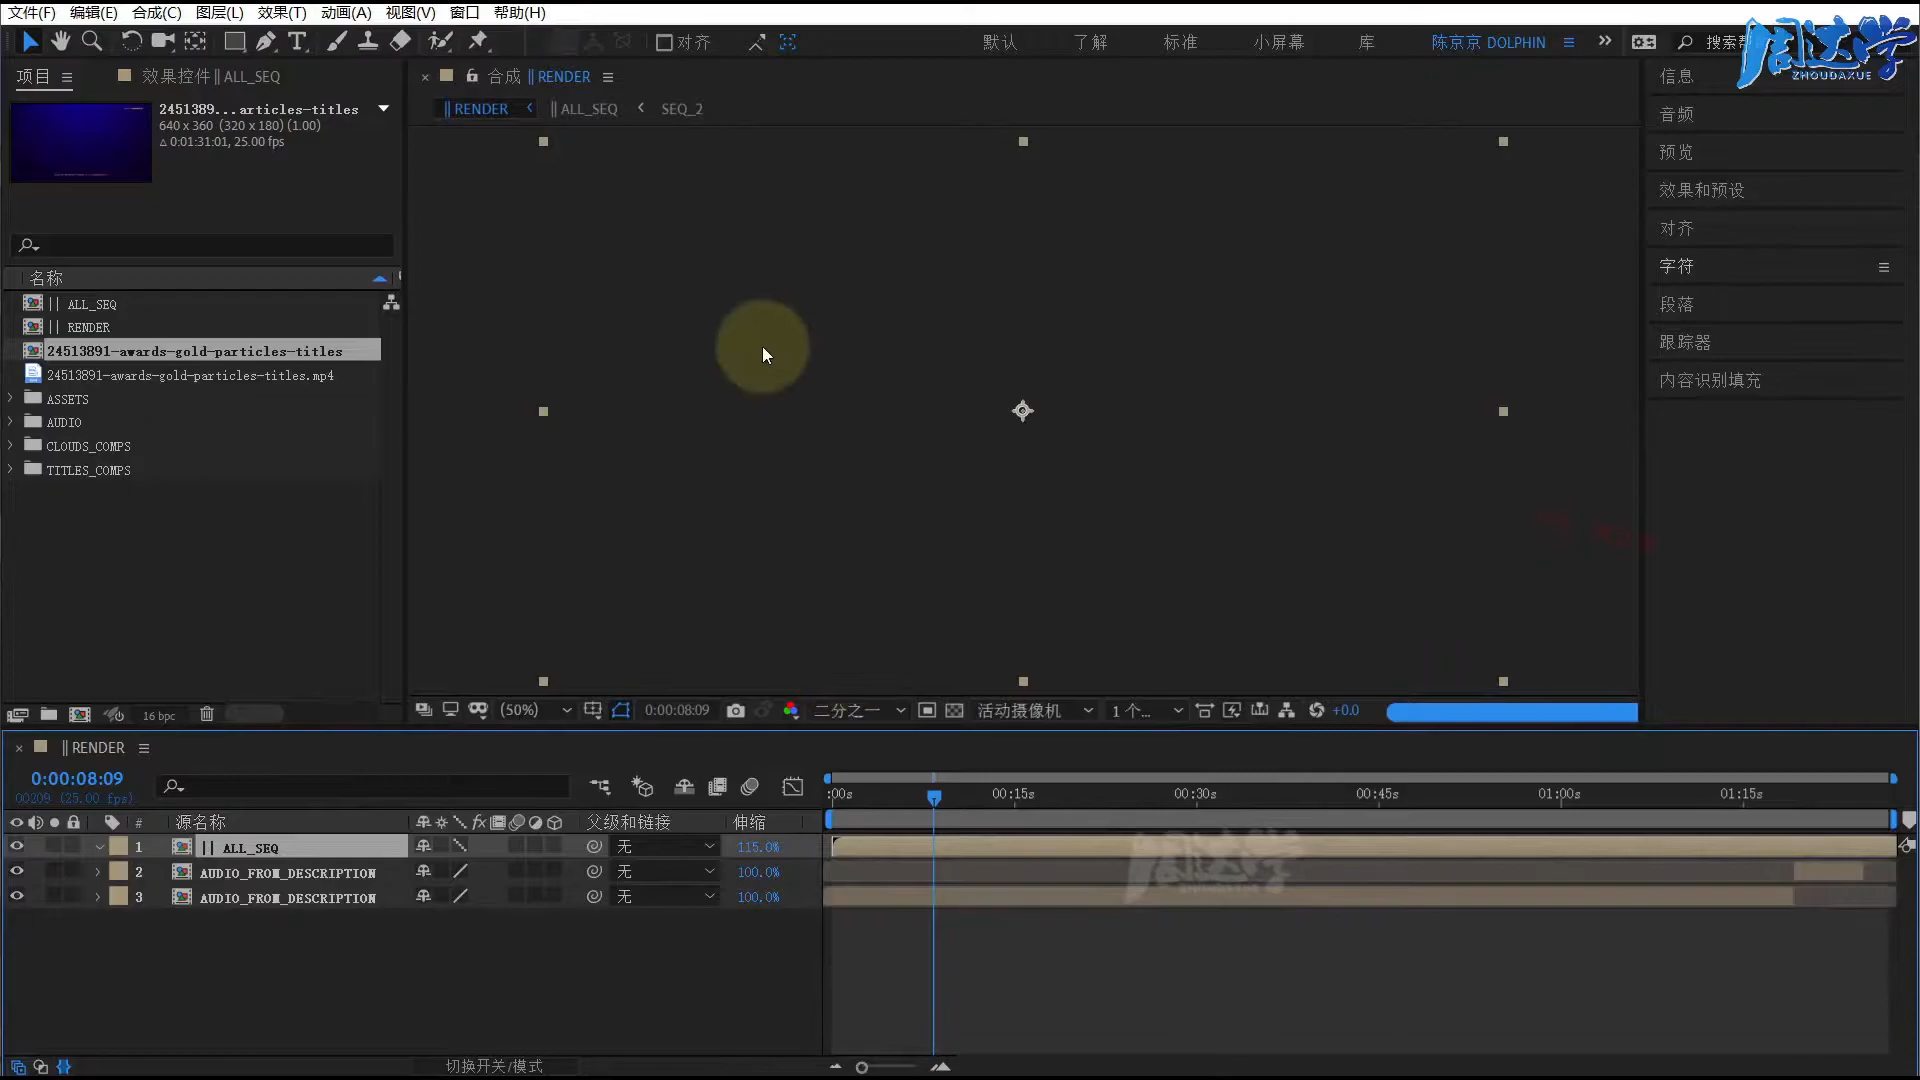 文件(F) 编辑(E) 合成(C) 图层(L) 效果(T) 动画(A) 视图(V) 窗口 帮助(H)
对齐 默认 了解 标准 小屏幕 库 陈京京 DOLPHIN 搜索帮
周达学
ZHOUDAXUE
项目 效果控件 || ALL_SEQ
合成 || RENDER
信息
2451389...articles-titles
640 x 360 (320 x 180) (1.00)
△ 0:01:31:01, 25.00 fps
|| RENDER || ALL_SEQ SEQ_2
音频
预览
效果和预设
对齐
字符
段落
跟踪器
内容识别填充
名称
|| ALL_SEQ
|| RENDER
24513891-awards-gold-particles-titles
24513891-awards-gold-particles-titles.mp4
ASSETS
AUDIO
CLOUDS_COMPS
TITLES_COMPS
16 bpc
(50%) 0:00:08:09 二分之一 活动摄像机 1 个... +0.0
|| RENDER
0:00:08:09
00209 (25.00 fps)
:00s 00:15s 00:30s 00:45s 01:00s 01:15s
# 源名称 父级和链接 伸缩
1 || ALL_SEQ 无 115.0%
2 AUDIO_FROM_DESCRIPTION 无 100.0%
3 AUDIO_FROM_DESCRIPTION 无 100.0%
周达学
ZHOUDAXUE
切换开关/模式